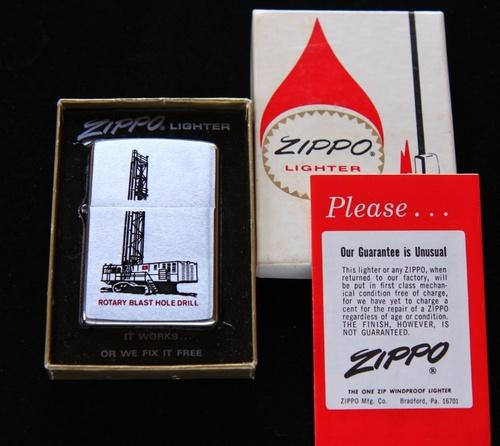 ZIPPO® LIGHTER
ROTARY BLAST HOLE DRILL
IT WORKS...
OR WE FIX IT FREE
ZIPPO®
LIGHTER
Please...
Our Guarantee is Unusual
This lighter or any ZIPPO, when
returned to our factory, will
be put in first class mechan-
ical condition free of charge,
for we have yet to charge a
cent for the repair of a ZIPPO
regardless of age or condition.
THE FINISH, HOWEVER, IS
NOT GUARANTEED.
ZIPPO®
THE ONE ZIP WINDPROOF LIGHTER
ZIPPO Mfg. Co. Bradford, Pa. 16701